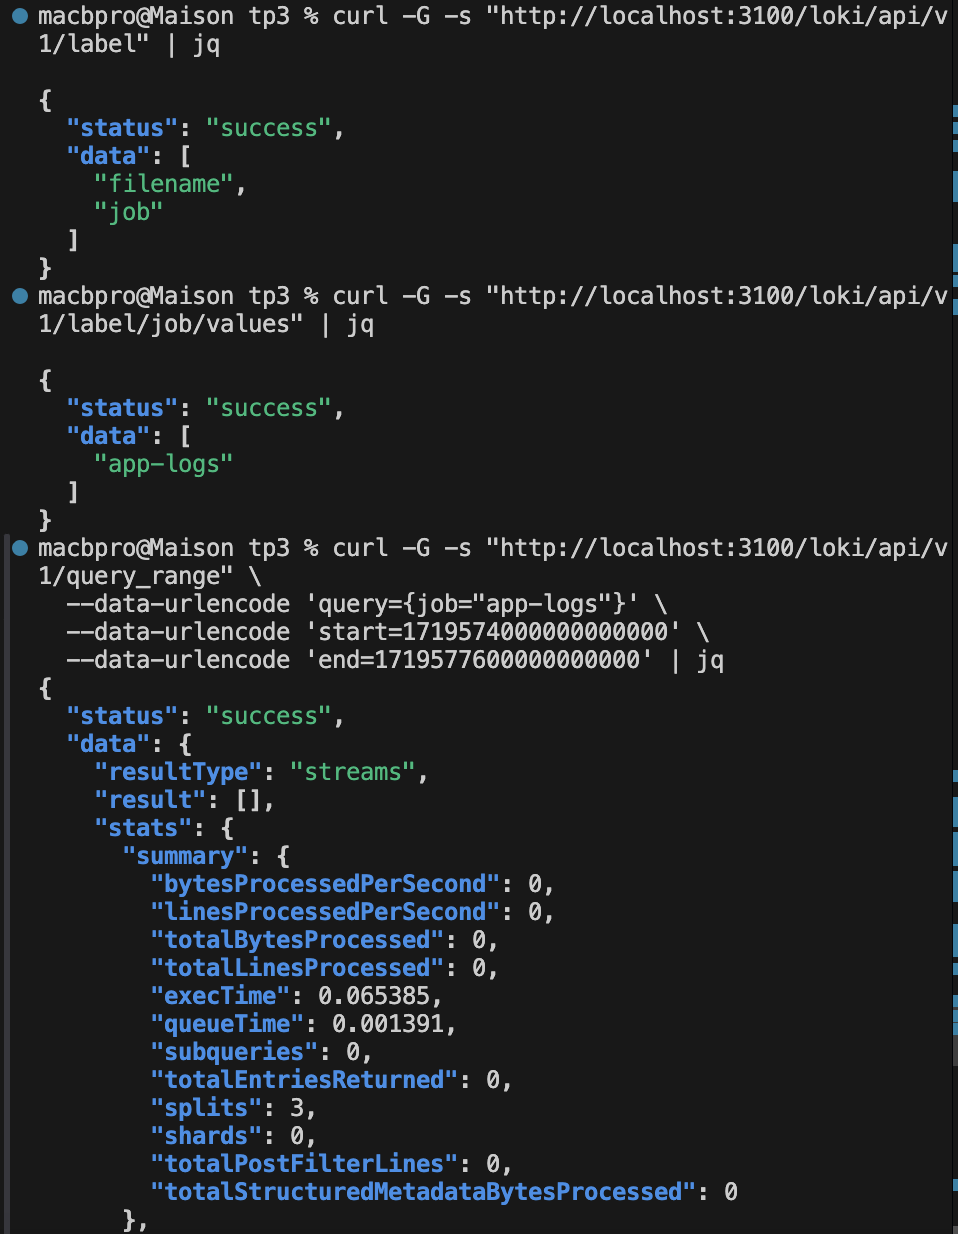 macbpro@Maison tp3 % curl -G -s "http://localhost:3100/loki/api/v
1/label" | jq
{
"status": "success",
"data": [
"filename",
"job"
]
}
macbpro@Maison tp3 % curl -G -s "http://localhost:3100/loki/api/v
1/label/job/values" | jq
{
"status": "success",
"data": [
"app-logs"
]
}
macbpro@Maison tp3 % curl -G -s "http://localhost:3100/loki/api/v
1/query_range" \
--data-urlencode 'query={job="app-logs"}' \
--data-urlencode 'start=1719574000000000000' \
--data-urlencode 'end=1719577600000000000' | jq
{
"status": "success",
"data": {
"resultType": "streams",
"result": [],
"stats": {
"summary": {
"bytesProcessedPerSecond": 0,
"linesProcessedPerSecond": 0,
"totalBytesProcessed": 0,
"totalLinesProcessed": 0,
"execTime": 0.065385,
"queueTime": 0.001391,
"subqueries": 0,
"totalEntriesReturned": 0,
"splits": 3,
"shards": 0,
"totalPostFilterLines": 0,
"totalStructuredMetadataBytesProcessed": 0
},